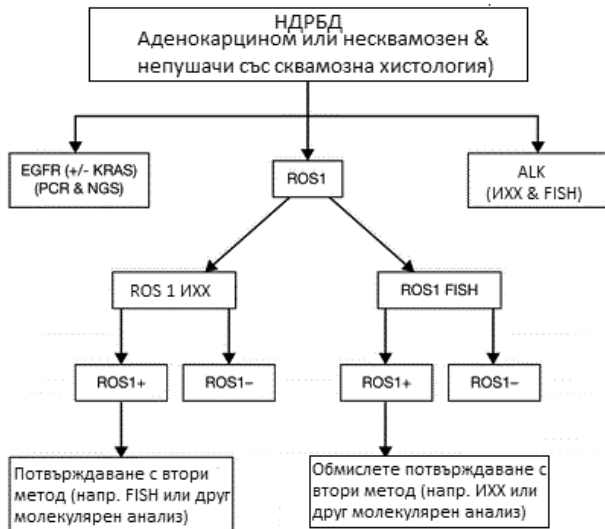 НДРБД
Аденокарцином или несквамозен &
непушачи със сквамозна хистология)
EGFR (+/- KRAS)
(PCR & NGS)
ROS1
ALK
(ИХХ & FISH)
ROS 1 ИХХ
ROS1 FISH
ROS1+
ROS1–
ROS1+
ROS1–
Потвърждаване с втори
метод (напр. FISH или друг
молекулярен анализ)
Обмислете потвърждаване с
втори метод (напр. ИХХ или
друг молекулярен анализ)